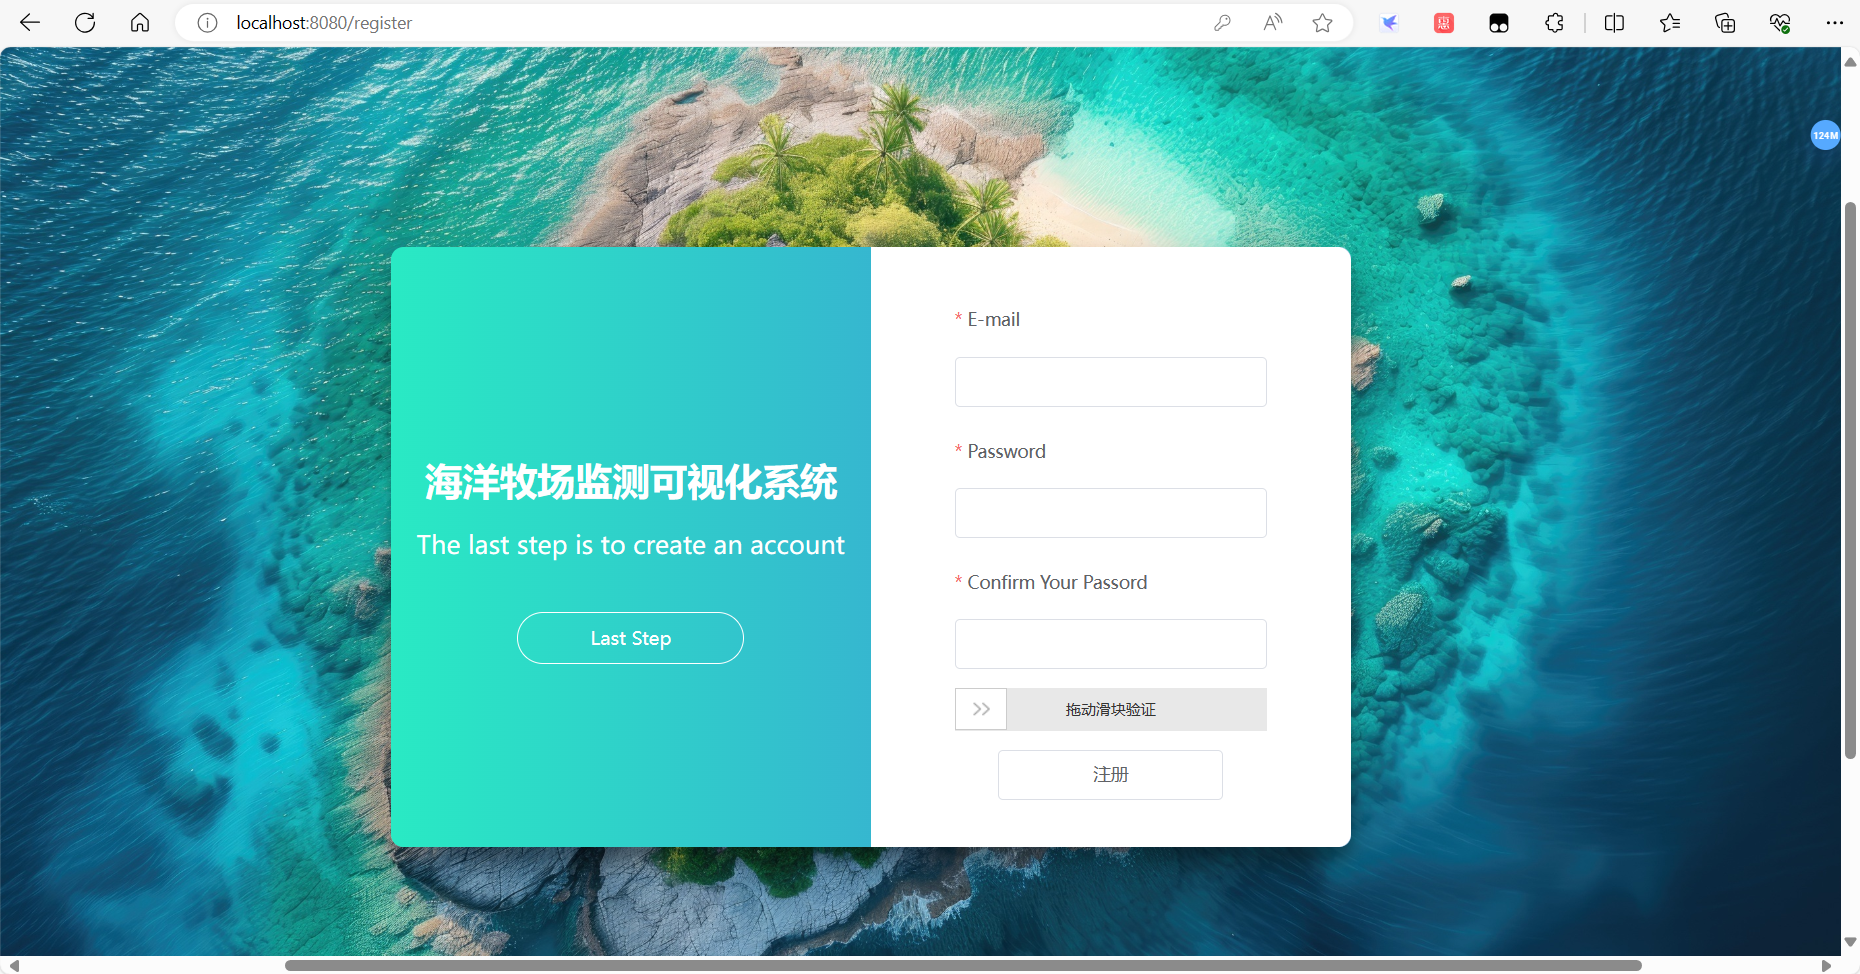 localhost:8080/register
124M
惠
海洋牧场监测可视化系统
The last step is to create an account
Last Step
* E-mail
* Password
* Confirm Your Passord
拖动滑块验证
注册